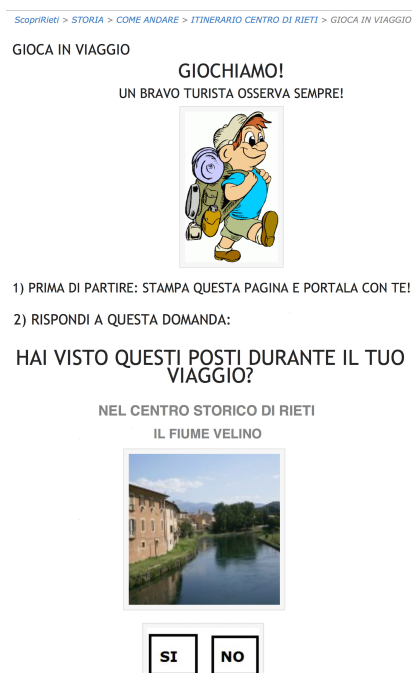 ScopriRieti > STORIA > COME ANDARE > ITINERARIO CENTRO DI RIETI > GIOCA IN VIAGGIO
GIOCA IN VIAGGIO
GIOCHIAMO!
UN BRAVO TURISTA OSSERVA SEMPRE!
1) PRIMA DI PARTIRE: STAMPA QUESTA PAGINA E PORTALA CON TE!
2) RISPONDI A QUESTA DOMANDA:
HAI VISTO QUESTI POSTI DURANTE IL TUO
VIAGGIO?
NEL CENTRO STORICO DI RIETI
IL FIUME VELINO
SI NO